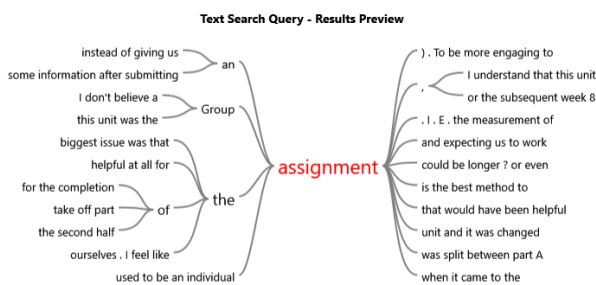 Text Search Query - Results Preview
instead of giving us
some information after submitting
an
I don't believe a
this unit was the
Group
biggest issue was that
helpful at all for
for the completion
take off part
the second half
of
ourselves . I feel like
the
used to be an individual
assignment
) . To be more engaging to
,
I understand that this unit
or the subsequent week 8
. I . E . the measurement of
and expecting us to work
could be longer ? or even
is the best method to
that would have been helpful
unit and it was changed
was split between part A
when it came to the